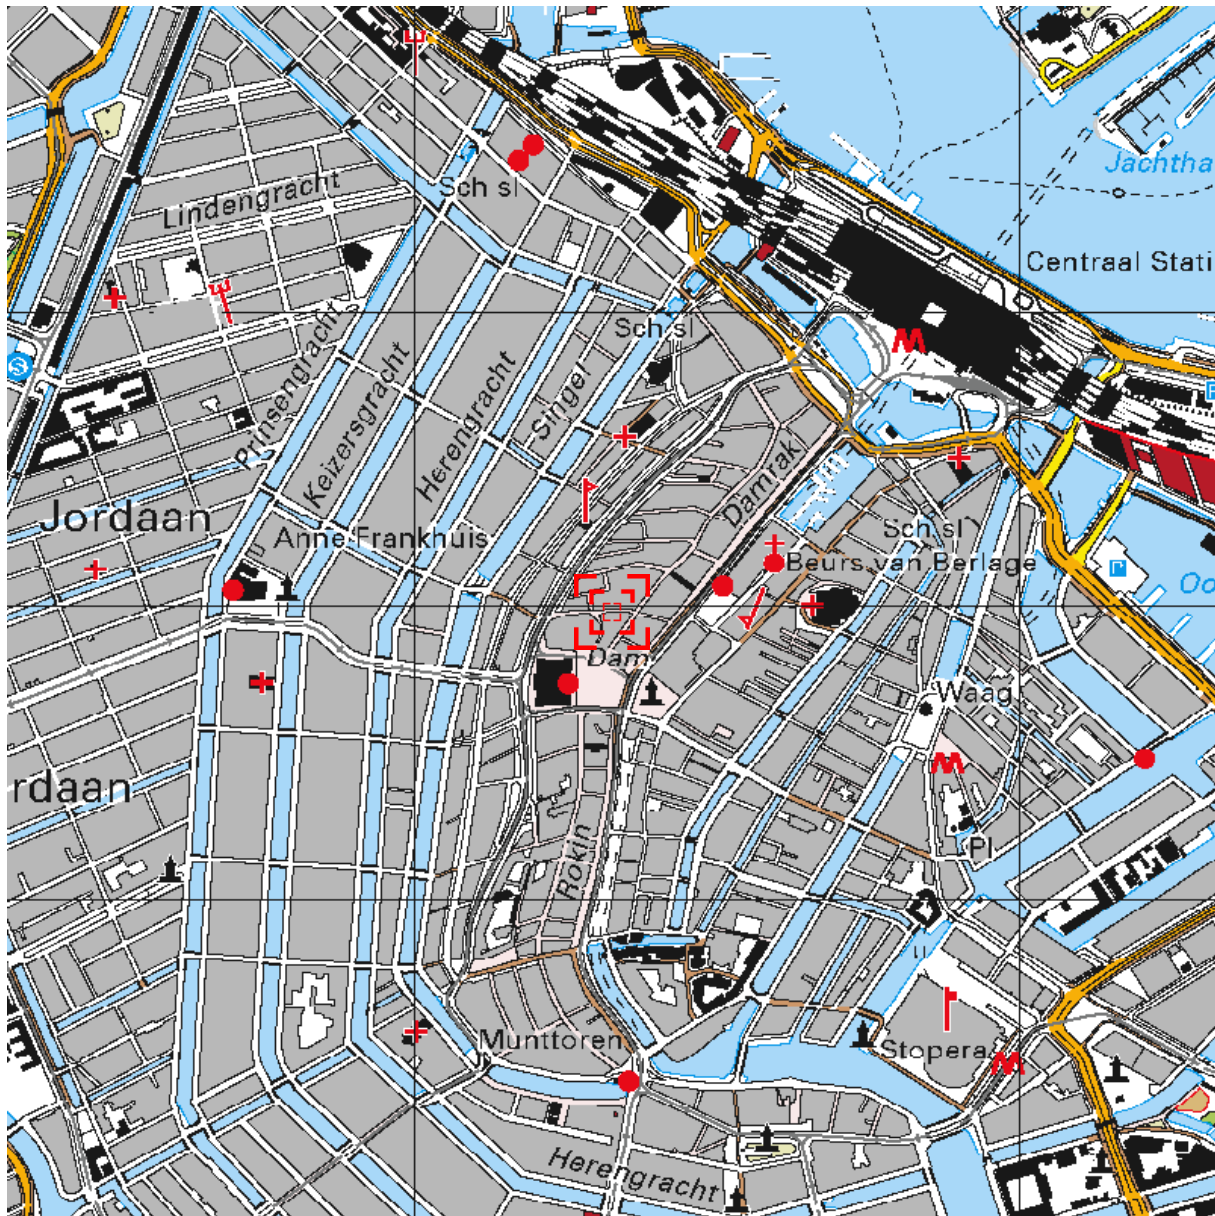 Jachtha
Sch sl
Lindengracht
Centraal Stati
Sch sl
Prinsengracht
Keizersgracht
Herengracht
Singel
Damrak
Jordaan
Anne Frankhuis
Sch sl
Beurs van Berlage
Oo
Dam
Waag
rdaan
Pl
Rokin
Munttoren
Stopera
Herengracht